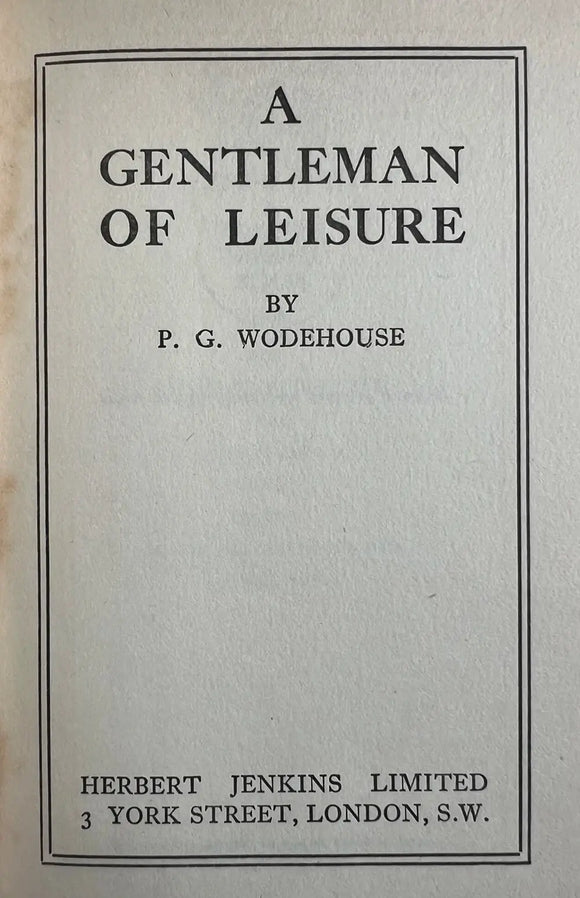 A
GENTLEMAN
OF LEISURE
BY
P. G. WODEHOUSE
HERBERT JENKINS LIMITED
3 YORK STREET, LONDON, S.W.